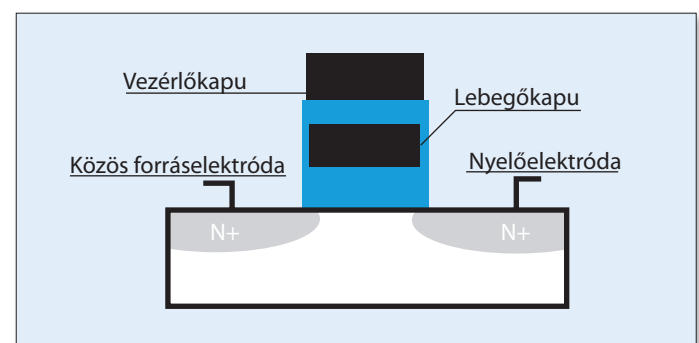 Vezérlőkapu
Lebegőkapu
Közös forráselektróda
Nyelőelektróda
N+
N+